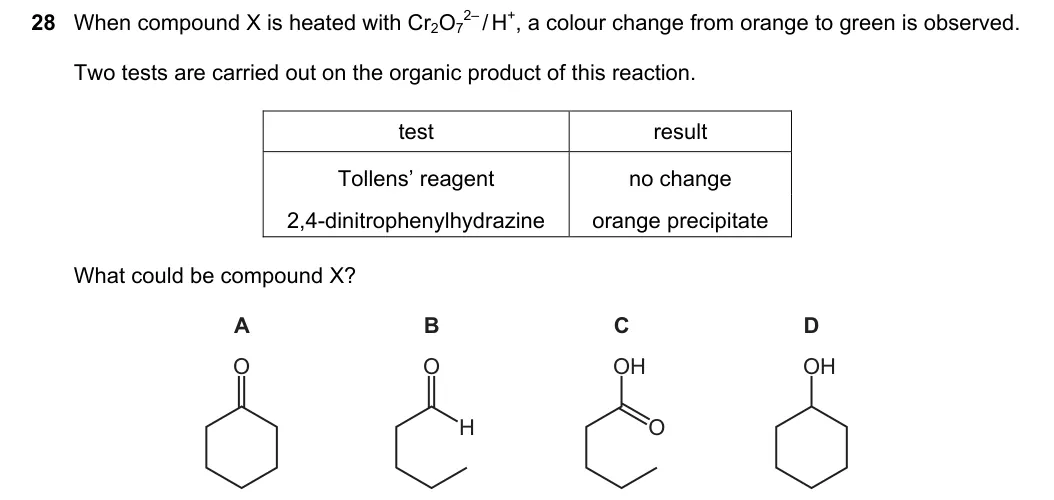 28 When compound X is heated with Cr₂O₇²⁻/H⁺, a colour change from orange to green is observed.
Two tests are carried out on the organic product of this reaction.
test result
Tollens’ reagent no change
2,4-dinitrophenylhydrazine orange precipitate
What could be compound X?
A B C D
O O OH OH
H O